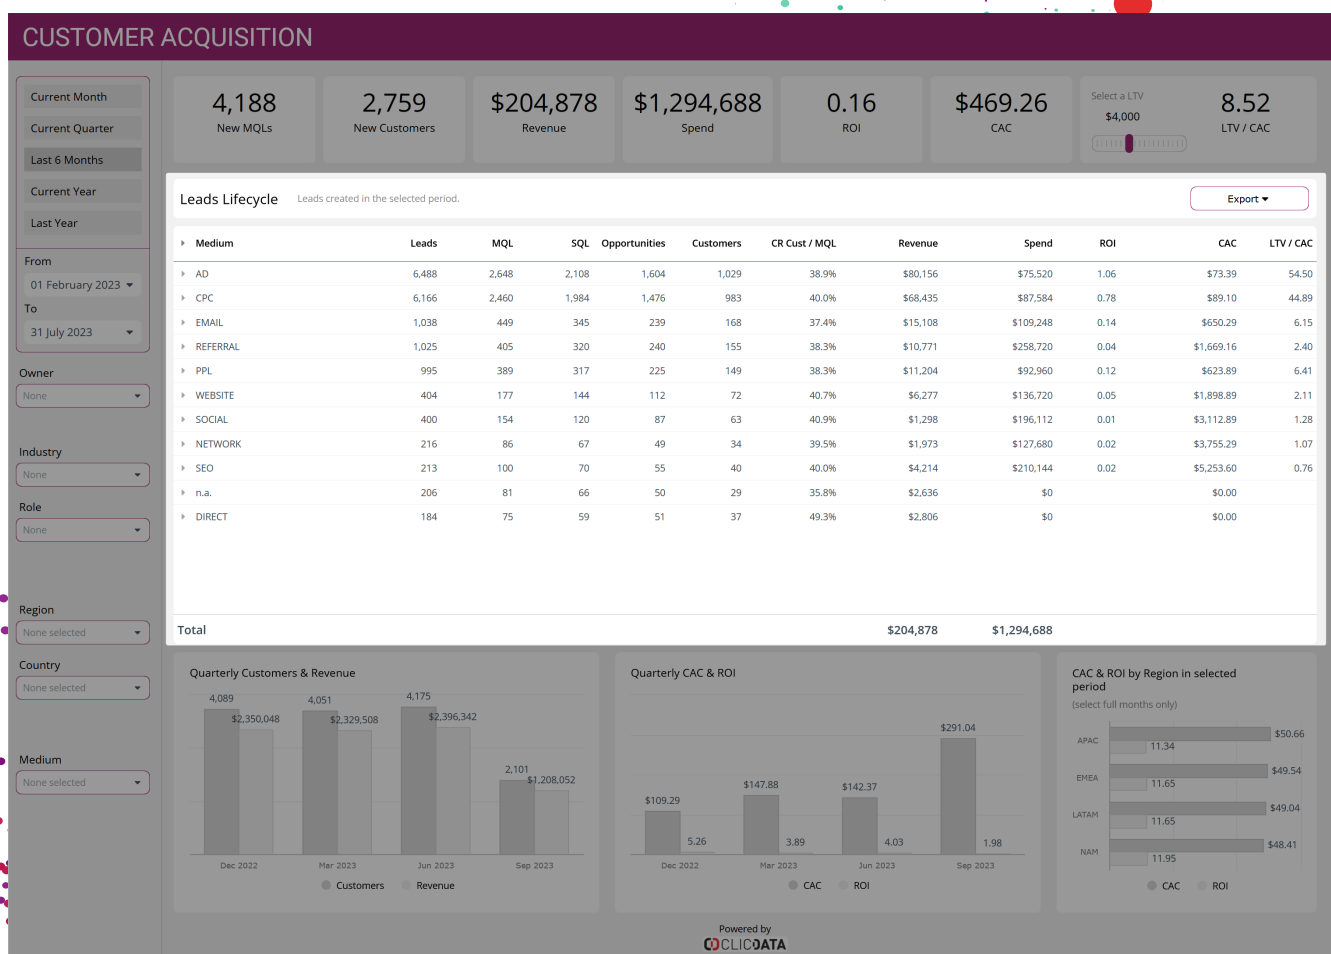 CUSTOMER ACQUISITION
Current Month
Current Quarter
Last 6 Months
Current Year
Last Year
From
01 February 2023
To
31 July 2023
Owner
None
Industry
None
Role
None
Region
None selected
Country
None selected
Medium
None selected
4,188
New MQLs
2,759
New Customers
$204,878
Revenue
$1,294,688
Spend
0.16
ROI
$469.26
CAC
Select a LTV
$4,000
8.52
LTV / CAC
Leads Lifecycle Leads created in the selected period. Export
Medium Leads MQL SQL Opportunities Customers CR Cust / MQL Revenue Spend ROI CAC LTV / CAC
AD 6,488 2,648 2,108 1,604 1,029 38.9% $80,156 $75,520 1.06 $73.39 54.50
CPC 6,166 2,460 1,984 1,476 983 40.0% $68,435 $87,584 0.78 $89.10 44.89
EMAIL 1,038 449 345 239 168 37.4% $15,108 $109,248 0.14 $650.29 6.15
REFERRAL 1,025 405 320 240 155 38.3% $10,771 $258,720 0.04 $1,669.16 2.40
PPL 995 389 317 225 149 38.3% $11,204 $92,960 0.12 $623.89 6.41
WEBSITE 404 177 144 112 72 40.7% $6,277 $136,720 0.05 $1,898.89 2.11
SOCIAL 400 154 120 87 63 40.9% $1,298 $196,112 0.01 $3,112.89 1.28
NETWORK 216 86 67 49 34 39.5% $1,973 $127,680 0.02 $3,755.29 1.07
SEO 213 100 70 55 40 40.0% $4,214 $210,144 0.02 $5,253.60 0.76
n.a. 206 81 66 50 29 35.8% $2,636 $0 $0.00
DIRECT 184 75 59 51 37 49.3% $2,806 $0 $0.00
Total $204,878 $1,294,688
Quarterly Customers & Revenue
4,089
$2,350,048
4,051
$2,329,508
4,175
$2,396,342
2,101
$1,208,052
Dec 2022 Mar 2023 Jun 2023 Sep 2023
Customers Revenue
Quarterly CAC & ROI
$109.29
5.26
$147.88
3.89
$142.37
4.03
$291.04
1.98
Dec 2022 Mar 2023 Jun 2023 Sep 2023
CAC ROI
CAC & ROI by Region in selected
period
(select full months only)
APAC $50.66
11.34
EMEA $49.54
11.65
LATAM $49.04
11.65
NAM $48.41
11.95
CAC ROI
Powered by
CLICDATA